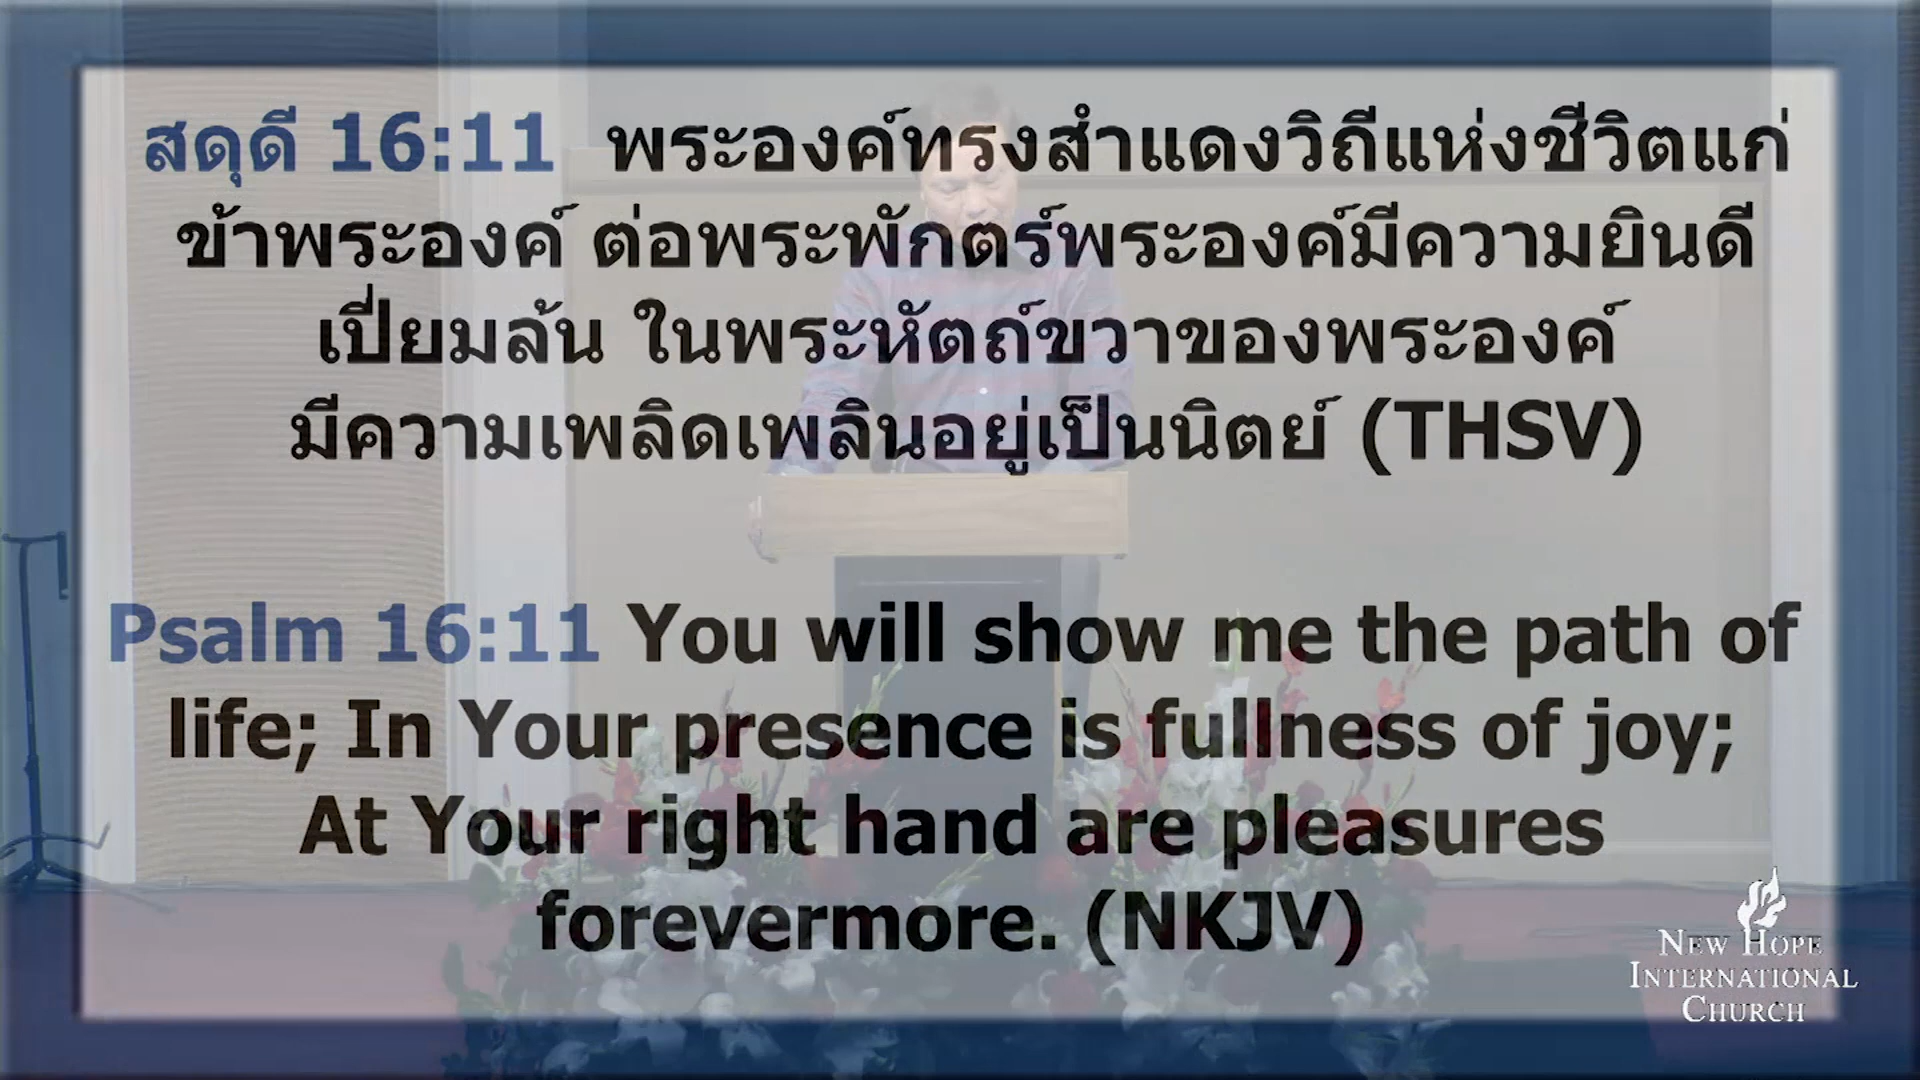 สดุดี 16:11 พระองค์ทรงสำแดงวิถีแห่งชีวิตแก่
ข้าพระองค์ ต่อพระพักตร์พระองค์มีความยินดี
เปี่ยมล้น ในพระหัตถ์ขวาของพระองค์
มีความเพลิดเพลินอยู่เป็นนิตย์ (THSV)
Psalm 16:11 You will show me the path of
life; In Your presence is fullness of joy;
At Your right hand are pleasures
forevermore. (NKJV)
NEW HOPE
INTERNATIONAL
CHURCH